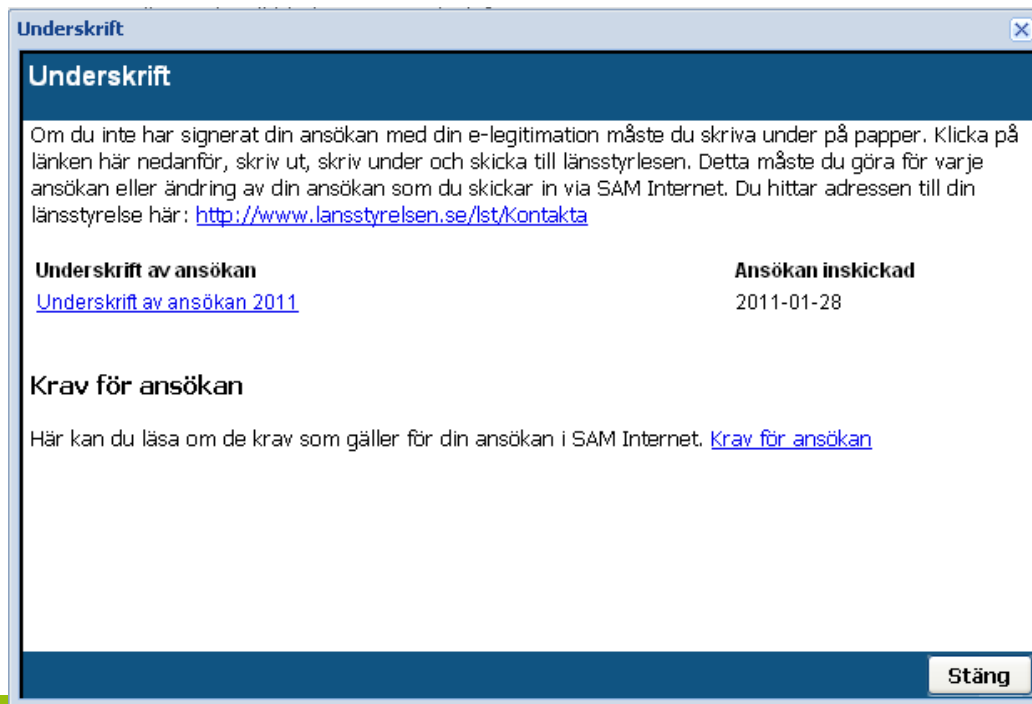 Underskrift
Underskrift
Om du inte har signerat din ansökan med din e-legitimation måste du skriva under på papper. Klicka på
länken här nedanför, skriv ut, skriv under och skicka till länsstyrlesen. Detta måste du göra för varje
ansökan eller ändring av din ansökan som du skickar in via SAM Internet. Du hittar adressen till din
länsstyrelse här: http://www.lansstyrelsen.se/lst/Kontakta
Underskrift av ansökan Ansökan inskickad
Underskrift av ansökan 2011 2011-01-28
Krav för ansökan
Här kan du läsa om de krav som gäller för din ansökan i SAM Internet. Krav för ansökan
Stäng